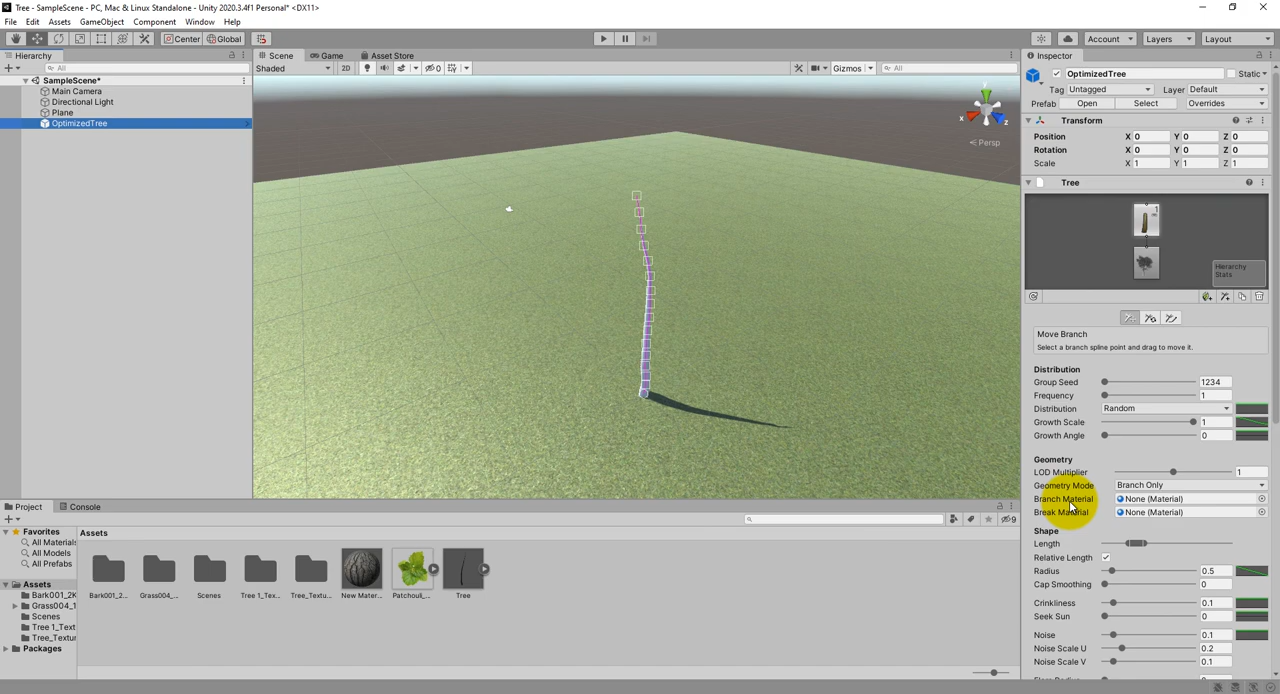 Tree - SampleScene - PC, Mac & Linux Standalone - Unity 2020.3.4f1 Personal* <DX11>
File Edit Assets GameObject Component Window Help
Center Global
Account Layers Layout
Hierarchy
All
SampleScene*
Main Camera
Directional Light
Plane
OptimizedTree
Scene Game Asset Store
Shaded 2D 0 Gizmos All
y
x z
Persp
Inspector
OptimizedTree Static
Tag Untagged Layer Default
Prefab Open Select Overrides
Transform
Position X 0 Y 0 Z 0
Rotation X 0 Y 0 Z 0
Scale X 1 Y 1 Z 1
Tree
1
Hierarchy
Stats
Move Branch
Select a branch spline point and drag to move it.
Distribution
Group Seed 1234
Frequency 1
Distribution Random
Growth Scale 1
Growth Angle 0
Geometry
LOD Multiplier 1
Geometry Mode Branch Only
Branch Material None (Material)
Break Material None (Material)
Shape
Length
Relative Length
Radius 0.5
Cap Smoothing 0
Crinkliness 0.1
Seek Sun 0
Noise 0.1
Noise Scale U 0.2
Noise Scale V 0.1
Project Console
9
Favorites
All Materials
All Models
All Prefabs
Assets
Bark001_2K
Grass004_1
Scenes
Tree 1_Text
Tree_Textu
Packages
Assets
Bark001_2... Grass004_... Scenes Tree 1_Tex... Tree_Textu... New Mater... Patchouli_... Tree